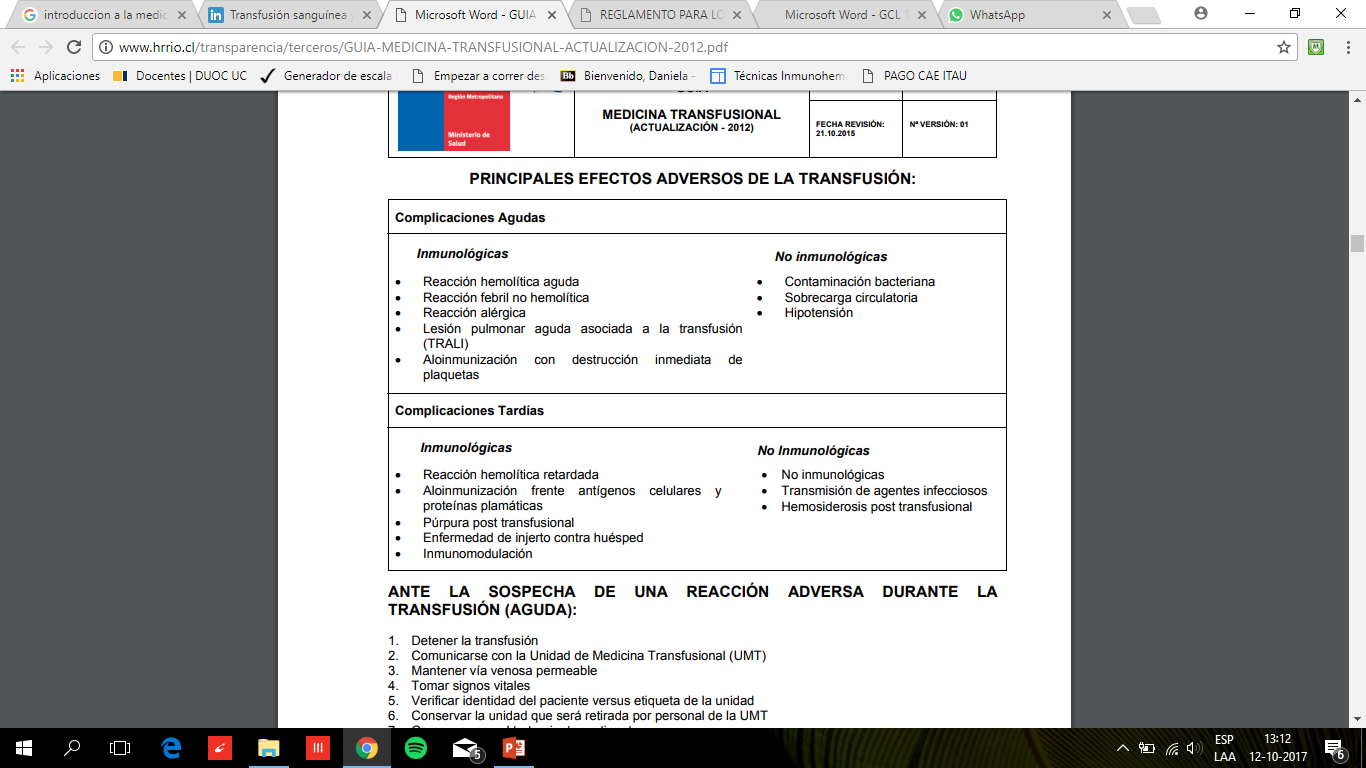 introduccion a la medic
Transfusión sanguínea y
Microsoft Word - GUIA
REGLAMENTO PARA LO
Microsoft Word - GCL 1
WhatsApp
www.hrrio.cl/transparencia/terceros/GUIA-MEDICINA-TRANSFUSIONAL-ACTUALIZACION-2012.pdf
Aplicaciones
Docentes | DUOC UC
Generador de escala
Empezar a correr des
Bienvenido, Daniela –
Técnicas Inmunohem
PAGO CAE ITAU
Región Metropolitana
Ministerio de
Salud
MEDICINA TRANSFUSIONAL
(ACTUALIZACIÓN - 2012)
FECHA REVISIÓN:
21.10.2015
Nº VERSIÓN: 01
PRINCIPALES EFECTOS ADVERSOS DE LA TRANSFUSIÓN:
Complicaciones Agudas
Inmunológicas
• Reacción hemolítica aguda
• Reacción febril no hemolítica
• Reacción alérgica
• Lesión pulmonar aguda asociada a la transfusión
(TRALI)
• Aloinmunización con destrucción inmediata de
plaquetas
No inmunológicas
• Contaminación bacteriana
• Sobrecarga circulatoria
• Hipotensión
Complicaciones Tardías
Inmunológicas
• Reacción hemolítica retardada
• Aloinmunización frente antígenos celulares y
proteínas plamáticas
• Púrpura post transfusional
• Enfermedad de injerto contra huésped
• Inmunomodulación
No Inmunológicas
• No inmunológicas
• Transmisión de agentes infecciosos
• Hemosiderosis post transfusional
ANTE LA SOSPECHA DE UNA REACCIÓN ADVERSA DURANTE LA
TRANSFUSIÓN (AGUDA):
1. Detener la transfusión
2. Comunicarse con la Unidad de Medicina Transfusional (UMT)
3. Mantener vía venosa permeable
4. Tomar signos vitales
5. Verificar identidad del paciente versus etiqueta de la unidad
6. Conservar la unidad que será retirada por personal de la UMT
5
ESP
LAA
13:12
12-10-2017
6